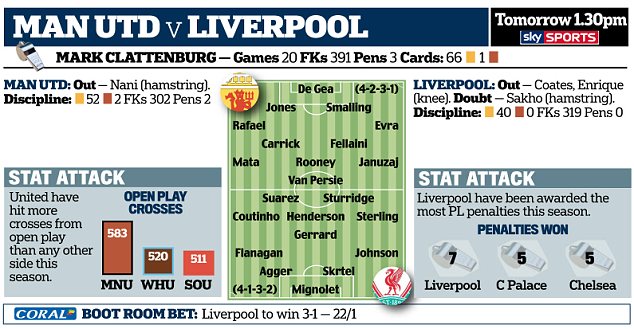 MAN UTD V LIVERPOOL
Tomorrow 1.30pm
sky SPORTS
MARK CLATTENBURG – Games 20 FKs 391 Pens 3 Cards: 66 1
MAN UTD: Out – Nani (hamstring).
Discipline: 52 2 FKs 302 Pens 2
De Gea (4-2-3-1)
Jones Smalling
Rafael Evra
Carrick Fellaini
Mata Rooney Januzaj
Van Persie
Suarez Sturridge
Coutinho Henderson Sterling
Gerrard
Flanagan Johnson
Agger Skrtel
(4-1-3-2) Mignolet
LIVERPOOL: Out – Coates, Enrique
(knee). Doubt – Sakho (hamstring).
Discipline: 40 0 FKs 319 Pens 0
STAT ATTACK
United have
hit more
crosses from
open play
than any other
side this
season.
OPEN PLAY
CROSSES
583 520 511
MNU WHU SOU
STAT ATTACK
Liverpool have been awarded the
most PL penalties this season.
PENALTIES WON
7 5 5
Liverpool C Palace Chelsea
CORAL BOOT ROOM BET: Liverpool to win 3-1 – 22/1